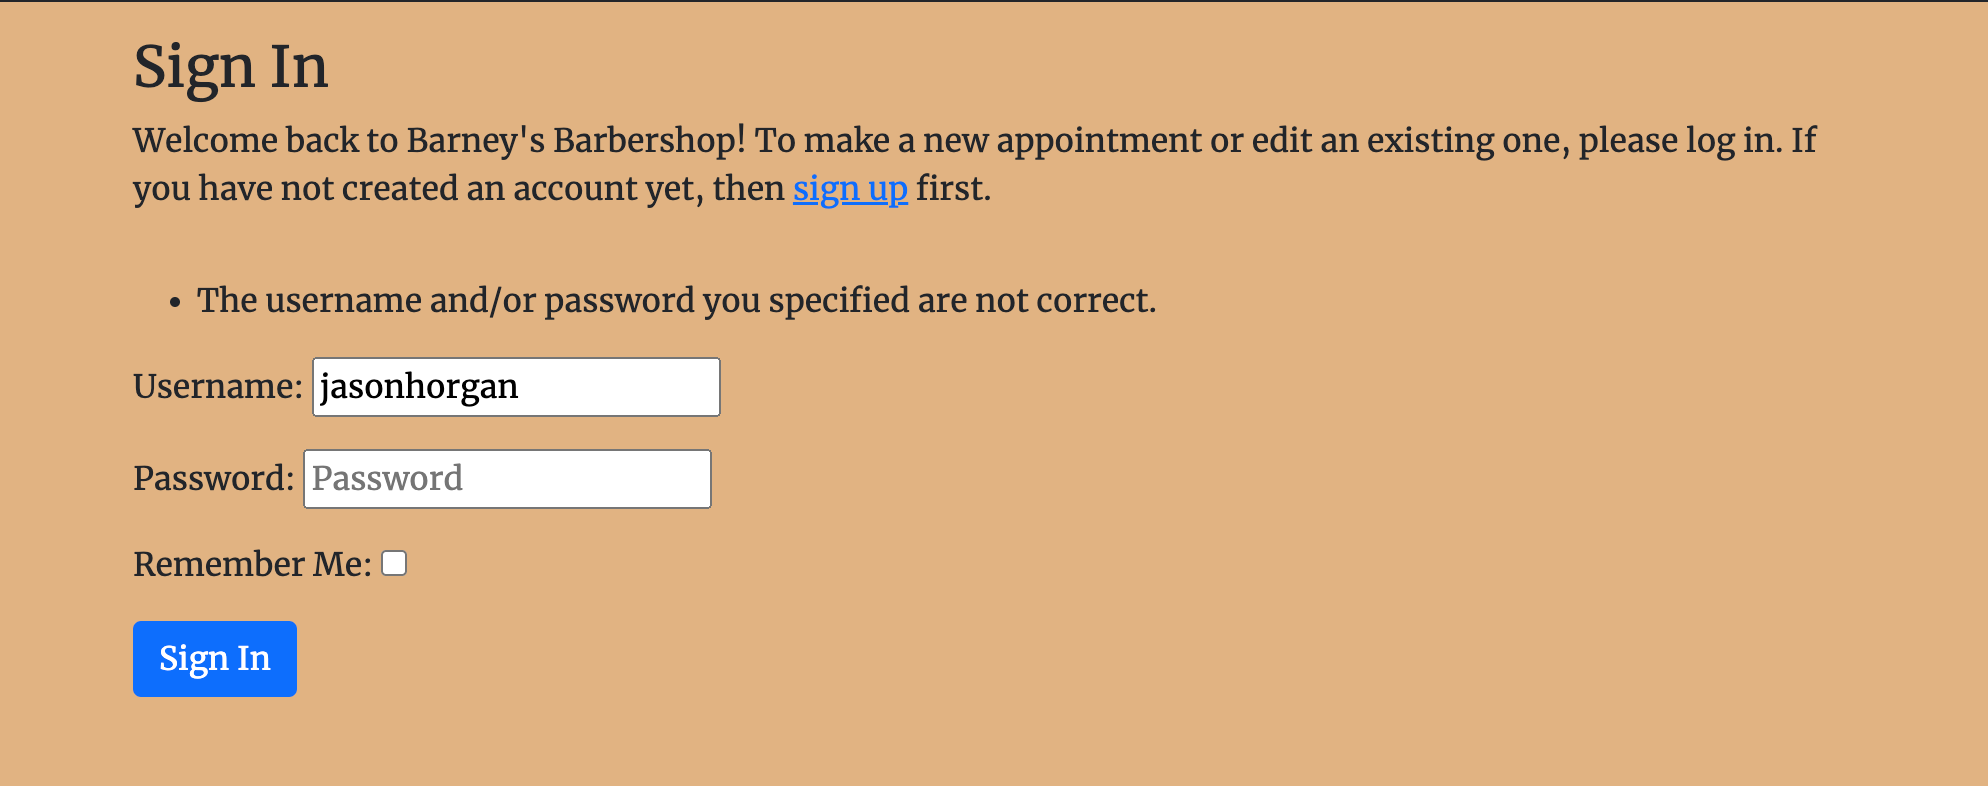 Sign In
Welcome back to Barney's Barbershop! To make a new appointment or edit an existing one, please log in. If
you have not created an account yet, then sign up first.
• The username and/or password you specified are not correct.
Username: jasonhorgan
Password: Password
Remember Me:
Sign In